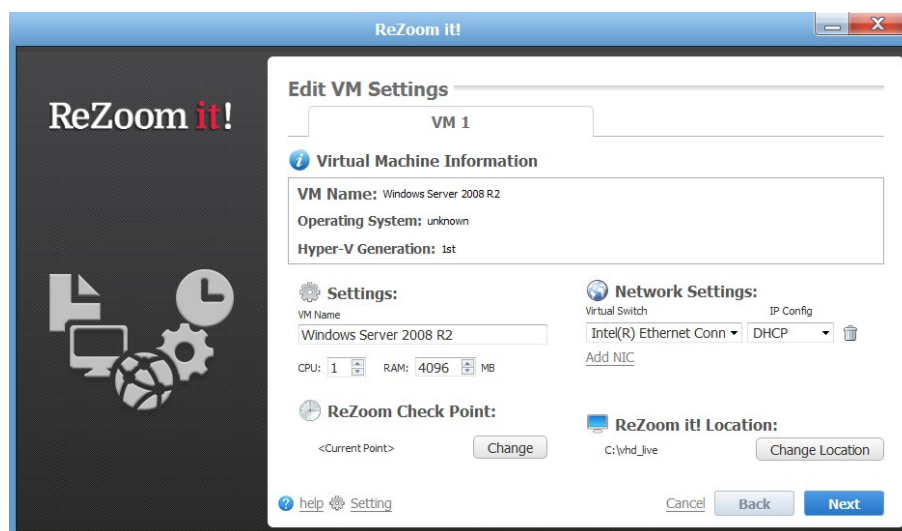 ReZoom it!
ReZoom it!
Edit VM Settings
VM 1
Virtual Machine Information
VM Name: Windows Server 2008 R2
Operating System: unknown
Hyper-V Generation: 1st
Settings:
VM Name
Windows Server 2008 R2
CPU: 1 RAM: 4096 MB
Network Settings:
Virtual Switch IP Config
Intel(R) Ethernet Conn DHCP
Add NIC
ReZoom Check Point:
<Current Point> Change
ReZoom it! Location:
C:\vhd_live Change Location
help Setting Cancel Back Next